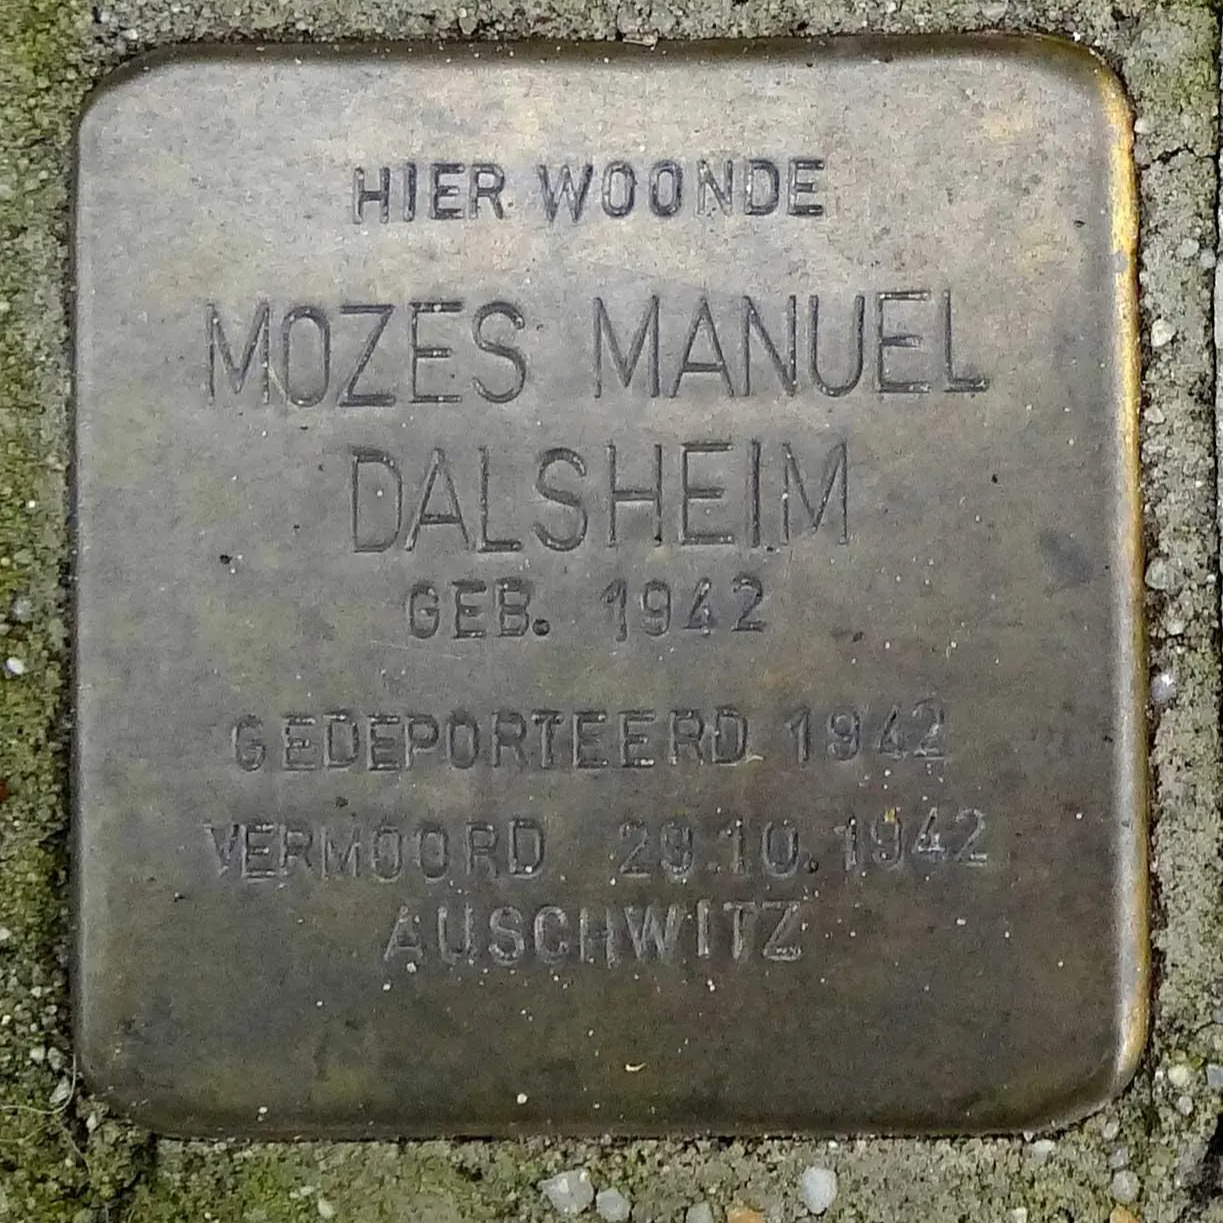 HIER WOONDE
MOZES MANUEL
DALSHEIM
GEB. 1942
GEDEPORTEERD 1942
VERMOORD 29.10.1942
AUSCHWITZ